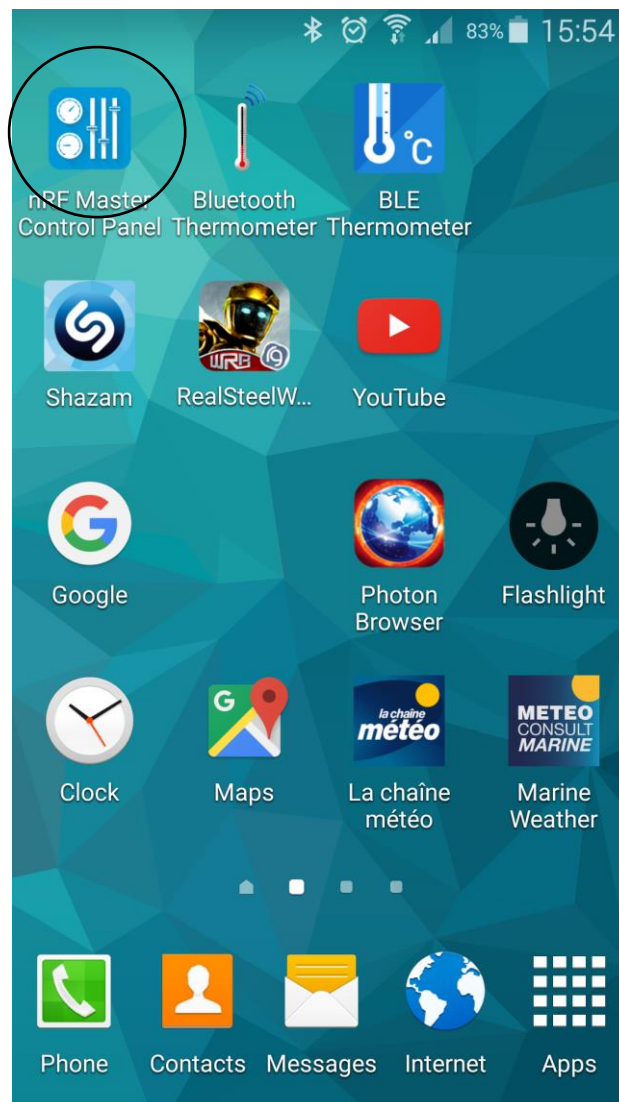 83% 15:54
nRF Master
Control Panel
Bluetooth
Thermometer
°C
BLE
Thermometer
Shazam
WRB
RealSteelW...
YouTube
G
Google
Photon
Browser
Flashlight
Clock
G
Maps
la chaîne
météo
La chaîne
météo
METEO
CONSULT
MARINE
Marine
Weather
Phone
Contacts
Messages
Internet
Apps